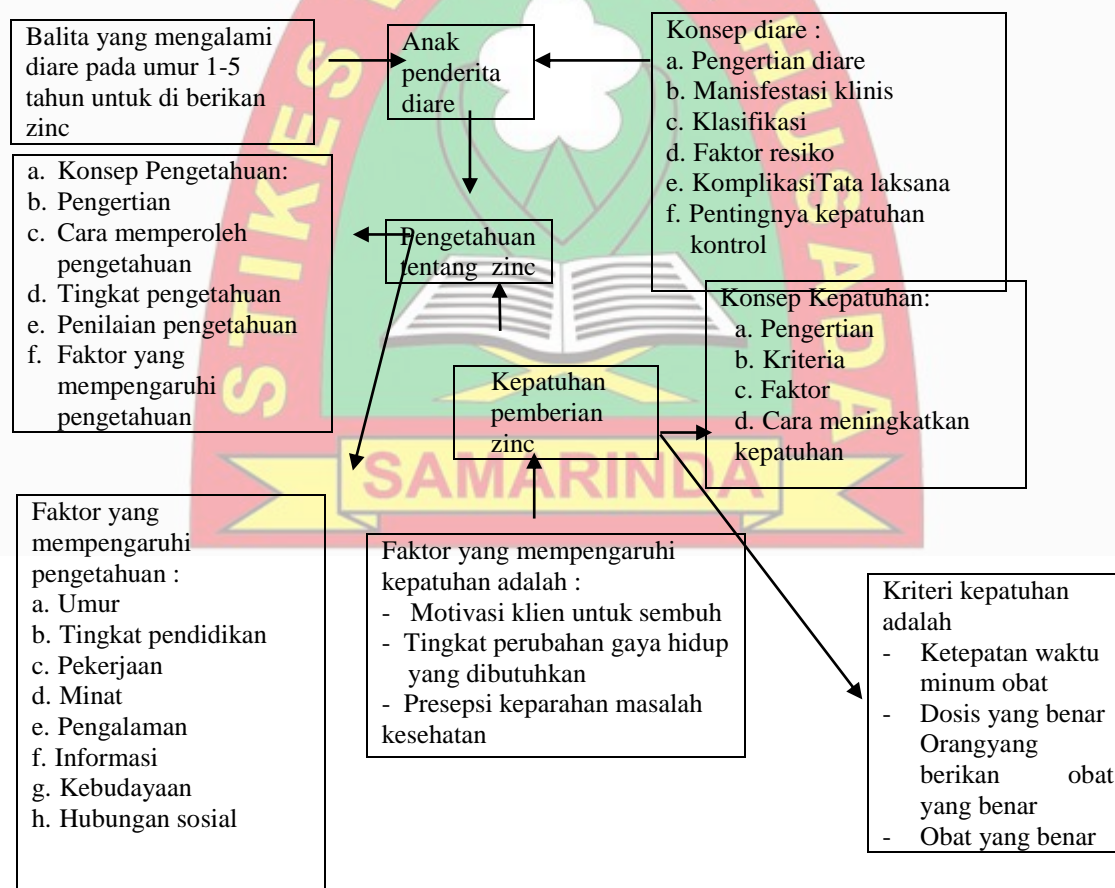 Balita yang mengalami
diare pada umur 1-5
tahun untuk di berikan
zinc
Anak
penderita
diare
Konsep diare :
a. Pengertian diare
b. Manisfestasi klinis
c. Klasifikasi
d. Faktor resiko
e. KomplikasiTata laksana
f. Pentingnya kepatuhan
kontrol
a. Konsep Pengetahuan:
b. Pengertian
c. Cara memperoleh
pengetahuan
d. Tingkat pengetahuan
e. Penilaian pengetahuan
f. Faktor yang
mempengaruhi
pengetahuan
Pengetahuan
tentang zinc
Konsep Kepatuhan:
a. Pengertian
b. Kriteria
c. Faktor
d. Cara meningkatkan
kepatuhan
Kepatuhan
pemberian
zinc
Faktor yang
mempengaruhi
pengetahuan :
a. Umur
b. Tingkat pendidikan
c. Pekerjaan
d. Minat
e. Pengalaman
f. Informasi
g. Kebudayaan
h. Hubungan sosial
Faktor yang mempengaruhi
kepatuhan adalah :
- Motivasi klien untuk sembuh
- Tingkat perubahan gaya hidup
yang dibutuhkan
- Presepsi keparahan masalah
kesehatan
Kriteri kepatuhan
adalah
- Ketepatan waktu
minum obat
- Dosis yang benar
Orangyang
berikan obat
yang benar
- Obat yang benar
STIKES
HUSADA
SAMARINDA